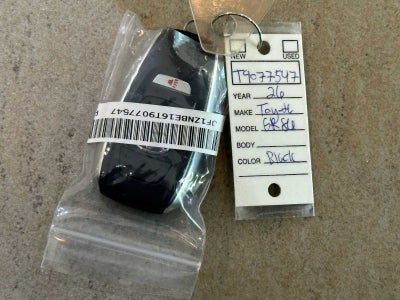 NEW USED
T9077547
YEAR 26
MAKE Toyota
MODEL GR86
BODY
COLOR Black
JF1ZNBE16T9077547